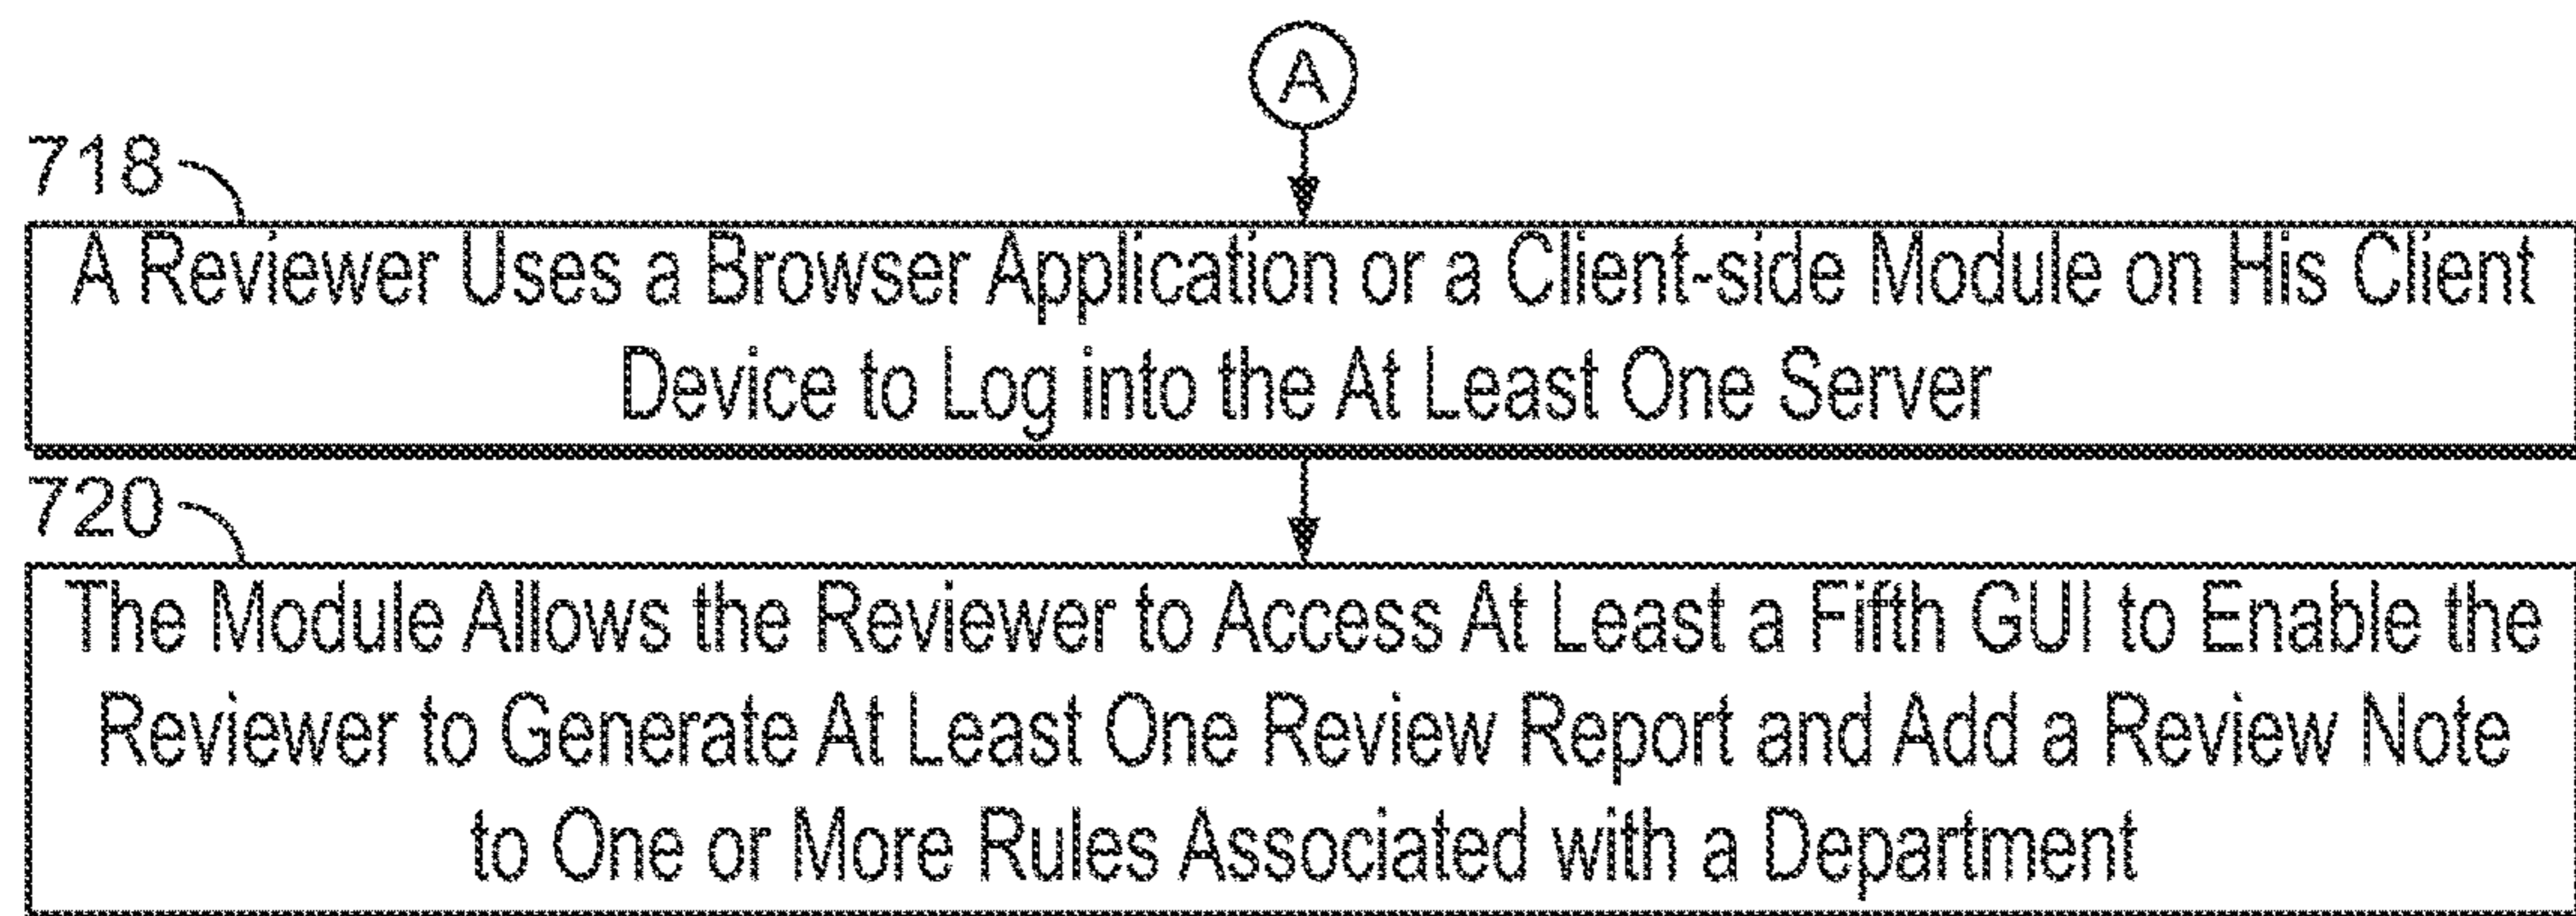 A
718
A Reviewer Uses a Browser Application or a Client-side Module on His Client
Device to Log into the At Least One Server
720
The Module Allows the Reviewer to Access At Least a Fifth GUI to Enable the
Reviewer to Generate At Least One Review Report and Add a Review Note
to One or More Rules Associated with a Department